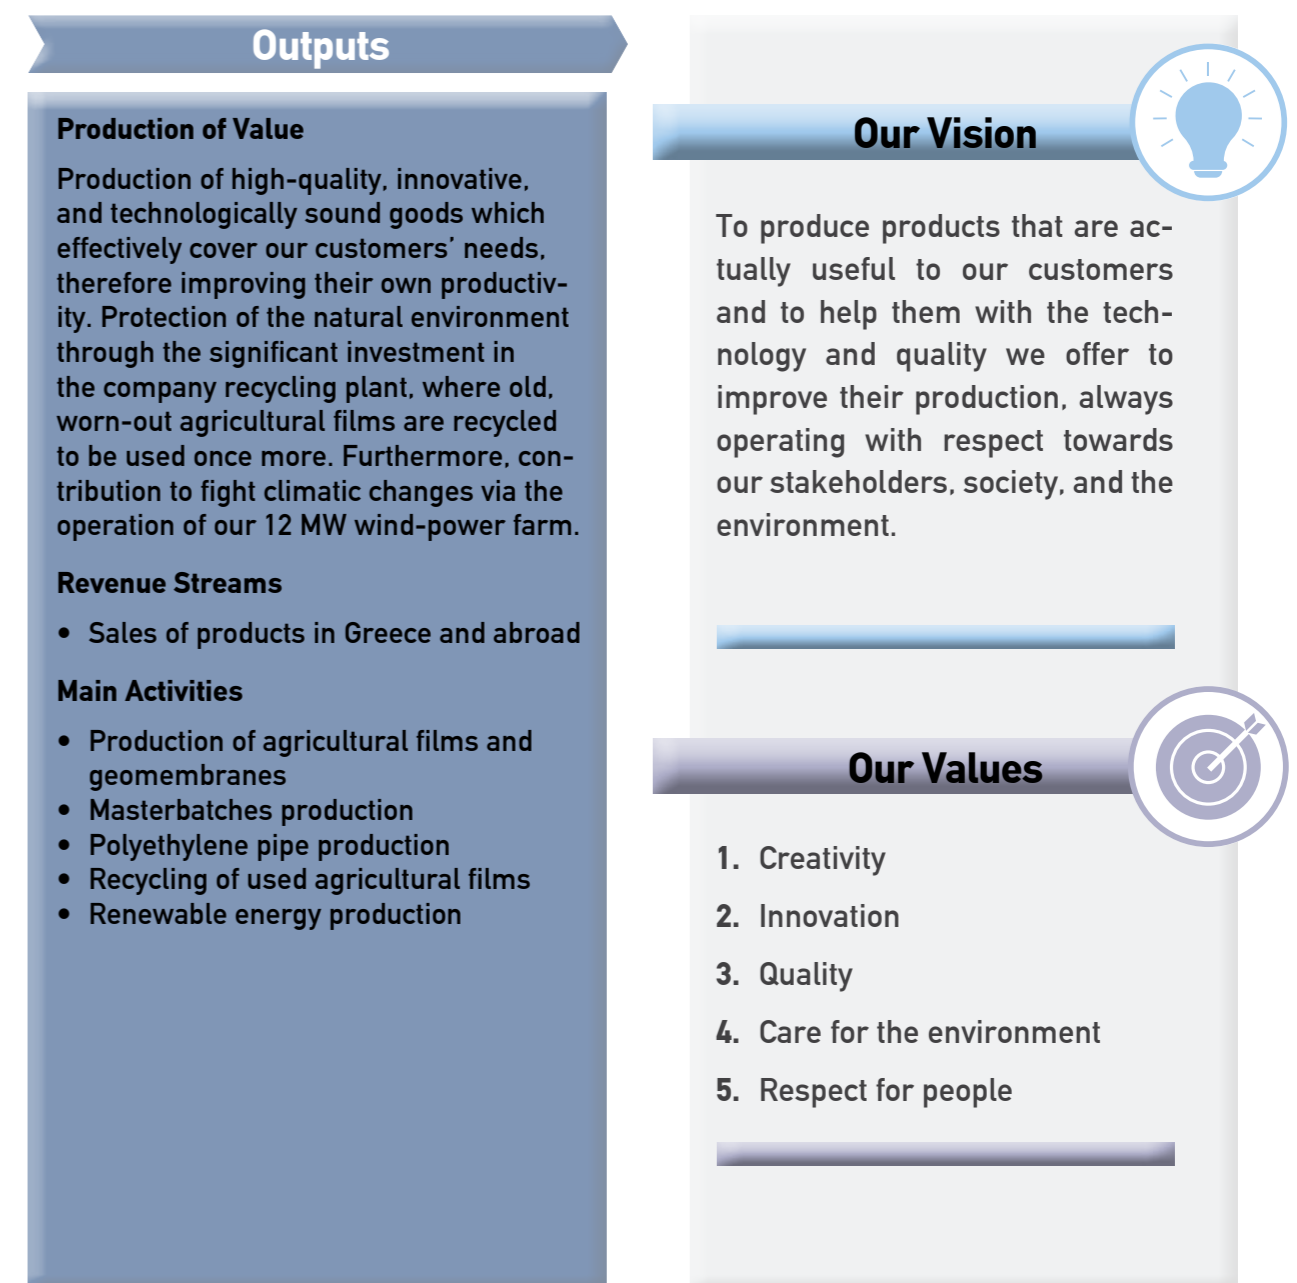 Outputs
Production of Value
Production of high-quality, innovative,
and technologically sound goods which
effectively cover our customers’ needs,
therefore improving their own productiv-
ity. Protection of the natural environment
through the significant investment in
the company recycling plant, where old,
worn-out agricultural films are recycled
to be used once more. Furthermore, con-
tribution to fight climatic changes via the
operation of our 12 MW wind-power farm.
Revenue Streams
• Sales of products in Greece and abroad
Main Activities
• Production of agricultural films and
geomembranes
• Masterbatches production
• Polyethylene pipe production
• Recycling of used agricultural films
• Renewable energy production
Our Vision
To produce products that are ac-
tually useful to our customers
and to help them with the tech-
nology and quality we offer to
improve their production, always
operating with respect towards
our stakeholders, society, and the
environment.
Our Values
1. Creativity
2. Innovation
3. Quality
4. Care for the environment
5. Respect for people